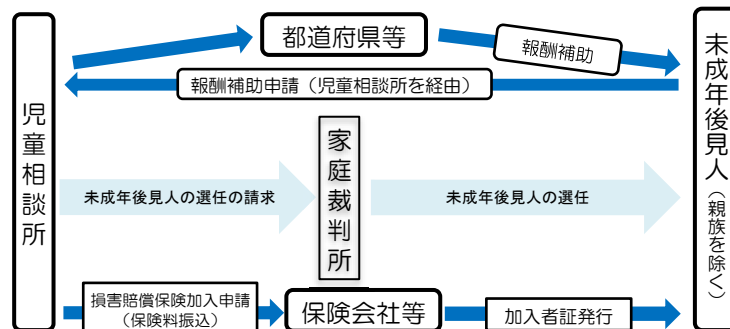 都道府県等
報酬補助
報酬補助申請（児童相談所を経由）
児童相談所
家庭裁判所
未成年後見人（親族を除く）
未成年後見人の選任の請求
未成年後見人の選任
損害賠償保険加入申請
（保険料振込）
保険会社等
加入者証発行